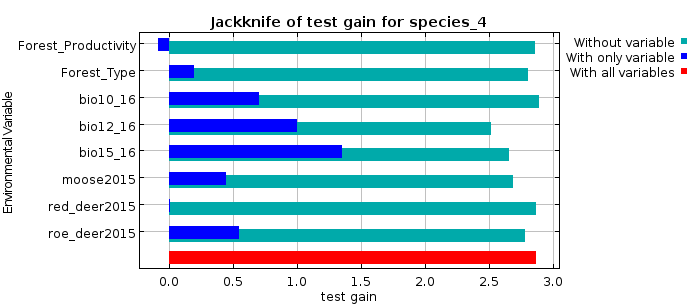 Jackknife of test gain for species_4
Without variable
With only variable
With all variables
Environmental Variable
Forest_Productivity
Forest_Type
bio10_16
bio12_16
bio15_16
moose2015
red_deer2015
roe_deer2015
0.0 0.5 1.0 1.5 2.0 2.5 3.0
test gain